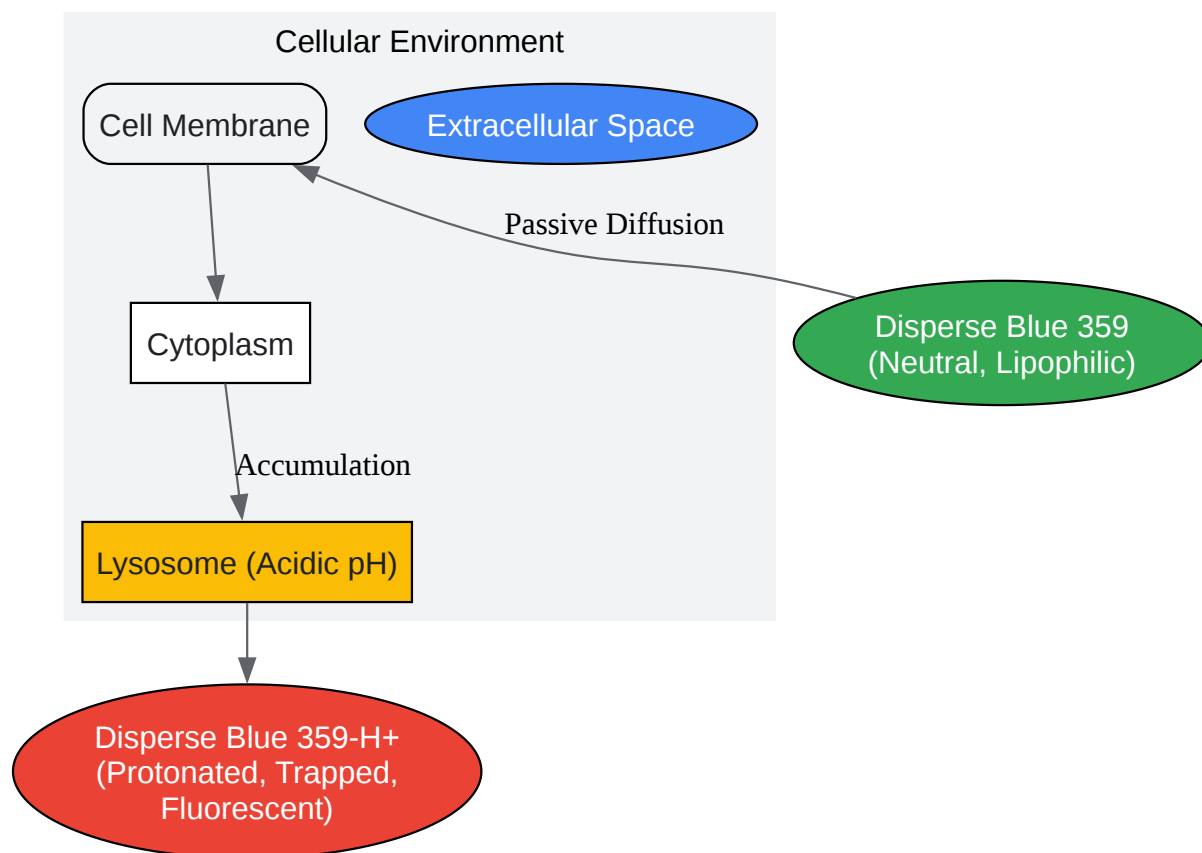 Cellular Environment
Cell Membrane
Extracellular Space
Passive Diffusion
Disperse Blue 359
(Neutral, Lipophilic)
Cytoplasm
Accumulation
Lysosome (Acidic pH)
Disperse Blue 359-H+
(Protonated, Trapped,
Fluorescent)